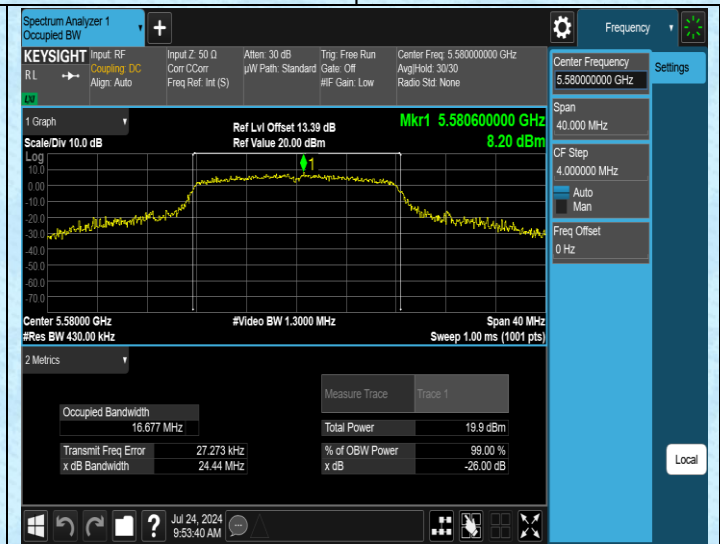 Spectrum Analyzer 1
Occupied BW
+
Frequency
KEYSIGHT
RL
Input: RF
Coupling: DC
Align: Auto
Input Z: 50 Ω
Corr CCorr
Freq Ref: Int (S)
Atten: 30 dB
µW Path: Standard
Trig: Free Run
Gate: Off
#IF Gain: Low
Center Freq: 5.580000000 GHz
Avg|Hold: 30/30
Radio Std: None
Center Frequency
5.580000000 GHz
Settings
Span
40.000 MHz
CF Step
4.000000 MHz
Auto
Man
Freq Offset
0 Hz
1 Graph
Scale/Div 10.0 dB
Ref Lvl Offset 13.39 dB
Ref Value 20.00 dBm
Mkr1 5.580600000 GHz
8.20 dBm
Log
10.0
0.00
-10.0
-20.0
-30.0
-40.0
-50.0
-60.0
-70.0
1
Center 5.58000 GHz
#Res BW 430.00 kHz
#Video BW 1.3000 MHz
Span 40 MHz
Sweep 1.00 ms (1001 pts)
2 Metrics
Measure Trace
Trace 1
Occupied Bandwidth
16.677 MHz
Total Power
19.9 dBm
Transmit Freq Error
27.273 kHz
% of OBW Power
99.00 %
x dB Bandwidth
24.44 MHz
x dB
-26.00 dB
Local
?
Jul 24, 2024
9:53:40 AM